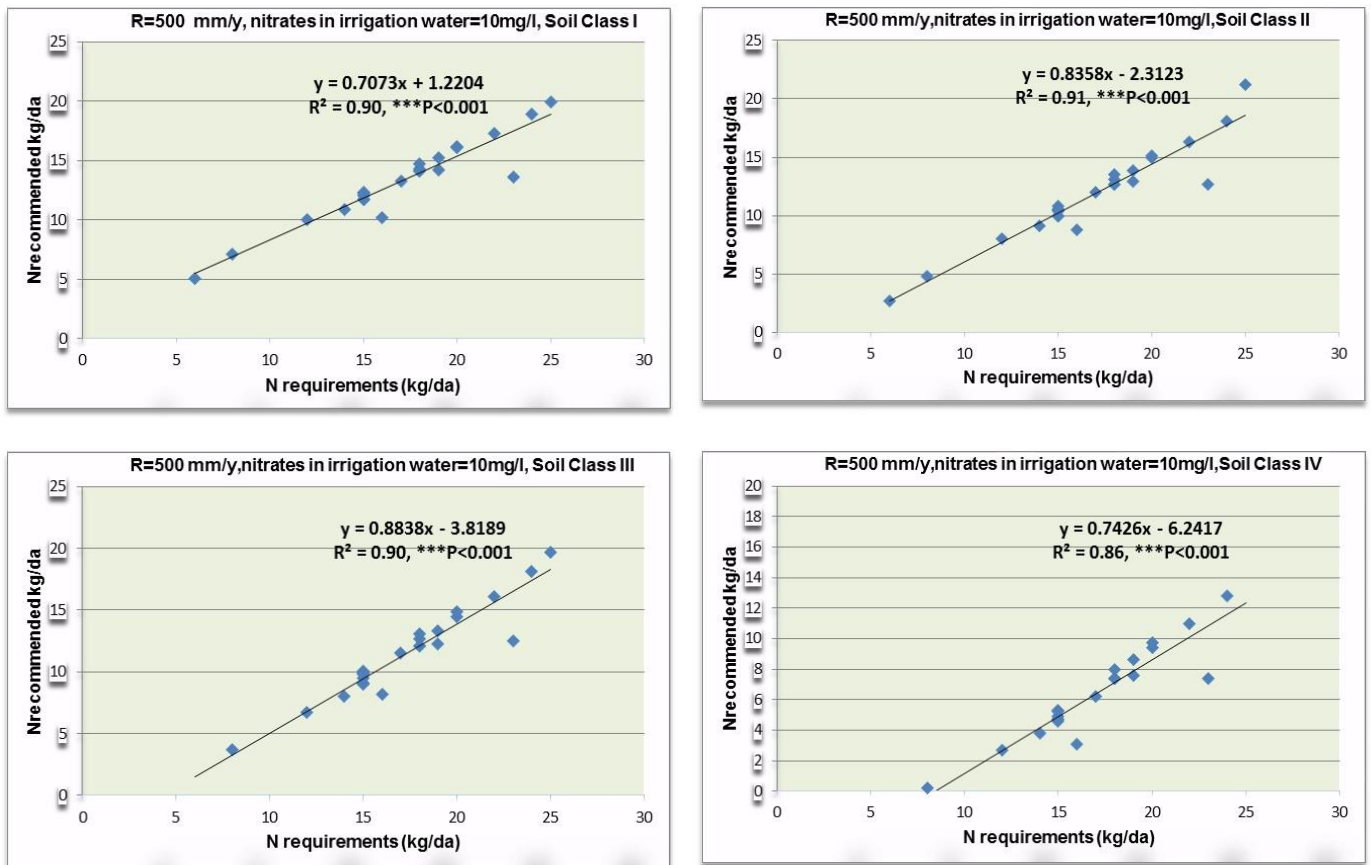 R=500 mm/y, nitrates in irrigation water=10mg/l, Soil Class I
y = 0.7073x + 1.2204
R² = 0.90, ***P<0.001
Nrecommended kg/da
25
20
15
10
5
0
0 5 10 15 20 25 30
N requirements (kg/da)
R=500 mm/y,nitrates in irrigation water=10mg/l,Soil Class II
y = 0.8358x - 2.3123
R² = 0.91, ***P<0.001
Nrecommended kg/da
25
20
15
10
5
0
0 5 10 15 20 25 30
N requirements (kg/da)
R=500 mm/y,nitrates in irrigation water=10mg/l, Soil Class III
y = 0.8838x - 3.8189
R² = 0.90, ***P<0.001
Nrecommended kg/da
25
20
15
10
5
0
0 5 10 15 20 25 30
N requirements (kg/da)
R=500 mm/y,nitrates in irrigation water=10mg/l,Soil Class IV
y = 0.7426x - 6.2417
R² = 0.86, ***P<0.001
Nrecommended kg/da
20
18
16
14
12
10
8
6
4
2
0
0 5 10 15 20 25 30
N requirements (kg/da)